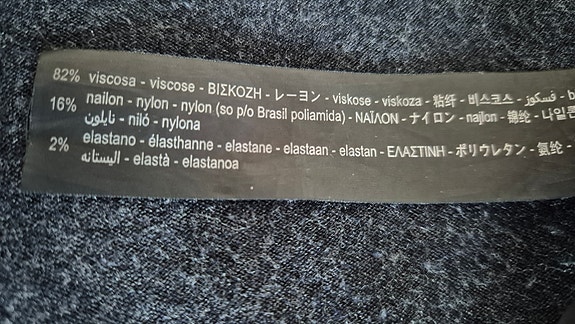 82% viscosa - viscose - ΒΙΣΚΟΖΗ - レーヨン - viskose - viskoza - 粘纤 - 비스코스 - فسكوز -
16% nailon - nylon - nylon (so p/o Brasil poliamida) - ΝΑΪΛΟΝ - ナイロン - najlon - 锦纶 - 나일론
نايلون - niló - nylona
2% elastano - élasthanne - elastane - elastaan - elastan - ΕΛΑΣΤΙΝΗ - ポリウレタン - 氨纶 -
اليستانه - elastà - elastanoa